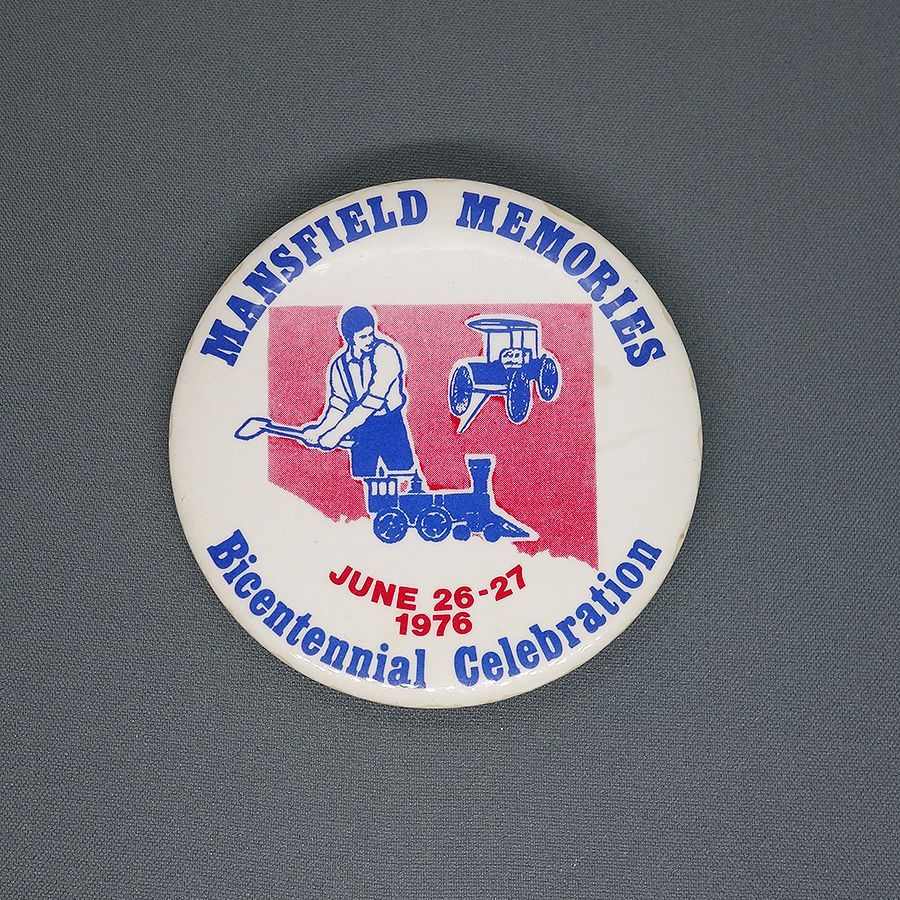 MANSFIELD MEMORIES
JUNE 26-27
1976
Bicentennial Celebration